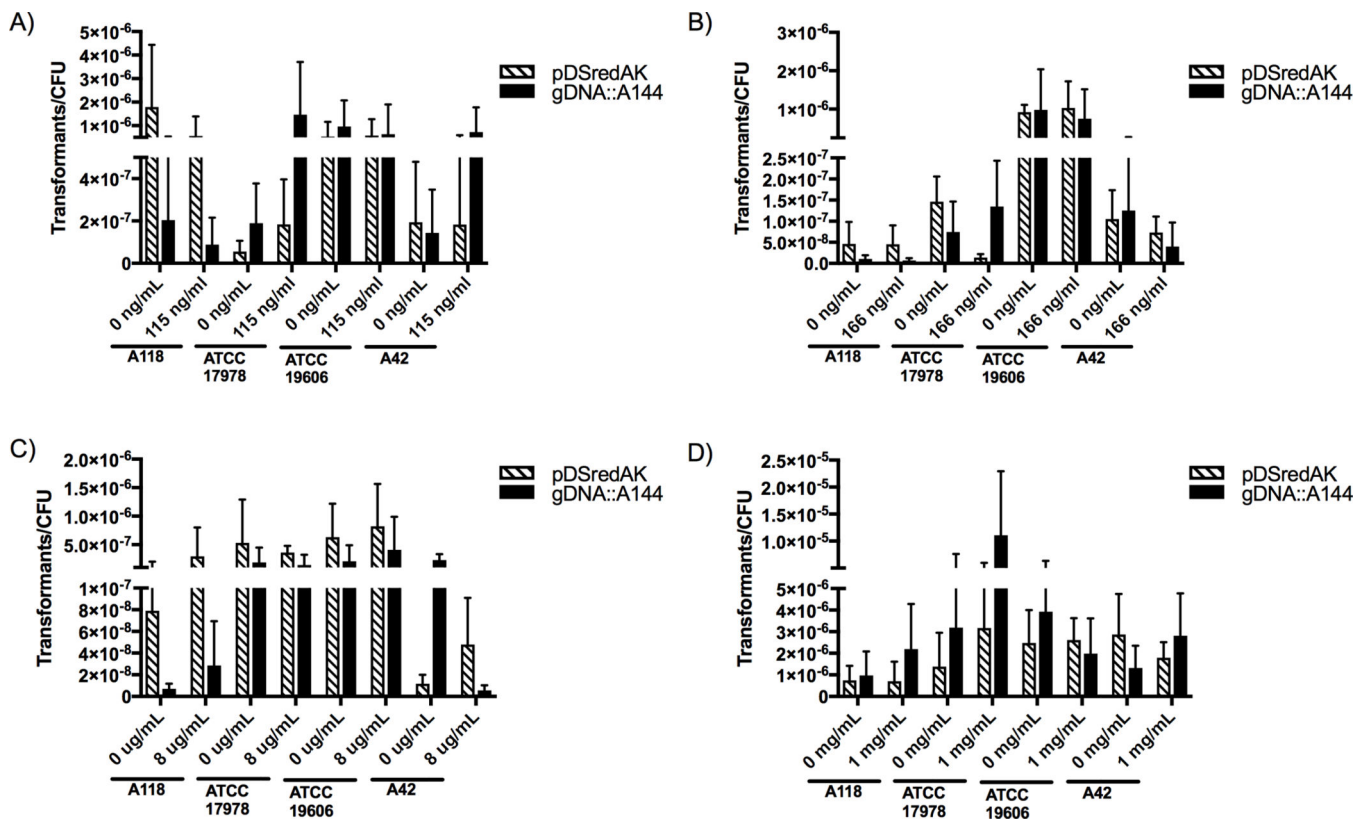 A)
Transformants/CFU
5×10⁻⁶
4×10⁻⁶
3×10⁻⁶
2×10⁻⁶
1×10⁻⁶
4×10⁻⁷
2×10⁻⁷
0
pDSredAK
gDNA::A144
0 ng/mL
115 ng/ml
0 ng/mL
115 ng/ml
0 ng/mL
115 ng/ml
0 ng/mL
115 ng/ml
A118
ATCC
17978
ATCC
19606
A42
B)
Transformants/CFU
3×10⁻⁶
2×10⁻⁶
1×10⁻⁶
2.5×10⁻⁷
1.5×10⁻⁷
1.0×10⁻⁷
5.0×10⁻⁸
0.0
pDSredAK
gDNA::A144
0 ng/mL
166 ng/ml
0 ng/mL
166 ng/ml
0 ng/mL
166 ng/ml
0 ng/mL
166 ng/ml
A118
ATCC
17978
ATCC
19606
A42
C)
Transformants/CFU
2.0×10⁻⁶
1.5×10⁻⁶
1.0×10⁻⁶
5.0×10⁻⁷
1×10⁻⁷
8×10⁻⁸
6×10⁻⁸
4×10⁻⁸
2×10⁻⁸
0
pDSredAK
gDNA::A144
0 ug/mL
8 ug/mL
0 ug/mL
8 ug/mL
0 ug/mL
8 ug/mL
0 ug/mL
8 ug/mL
A118
ATCC
17978
ATCC
19606
A42
D)
Transformants/CFU
2.5×10⁻⁵
2.0×10⁻⁵
1.5×10⁻⁵
1.0×10⁻⁵
4×10⁻⁶
3×10⁻⁶
2×10⁻⁶
1×10⁻⁶
0
pDSredAK
gDNA::A144
0 mg/mL
1 mg/mL
0 mg/mL
1 mg/mL
0 mg/mL
1 mg/mL
0 mg/mL
1 mg/mL
A118
ATCC
17978
ATCC
19606
A42